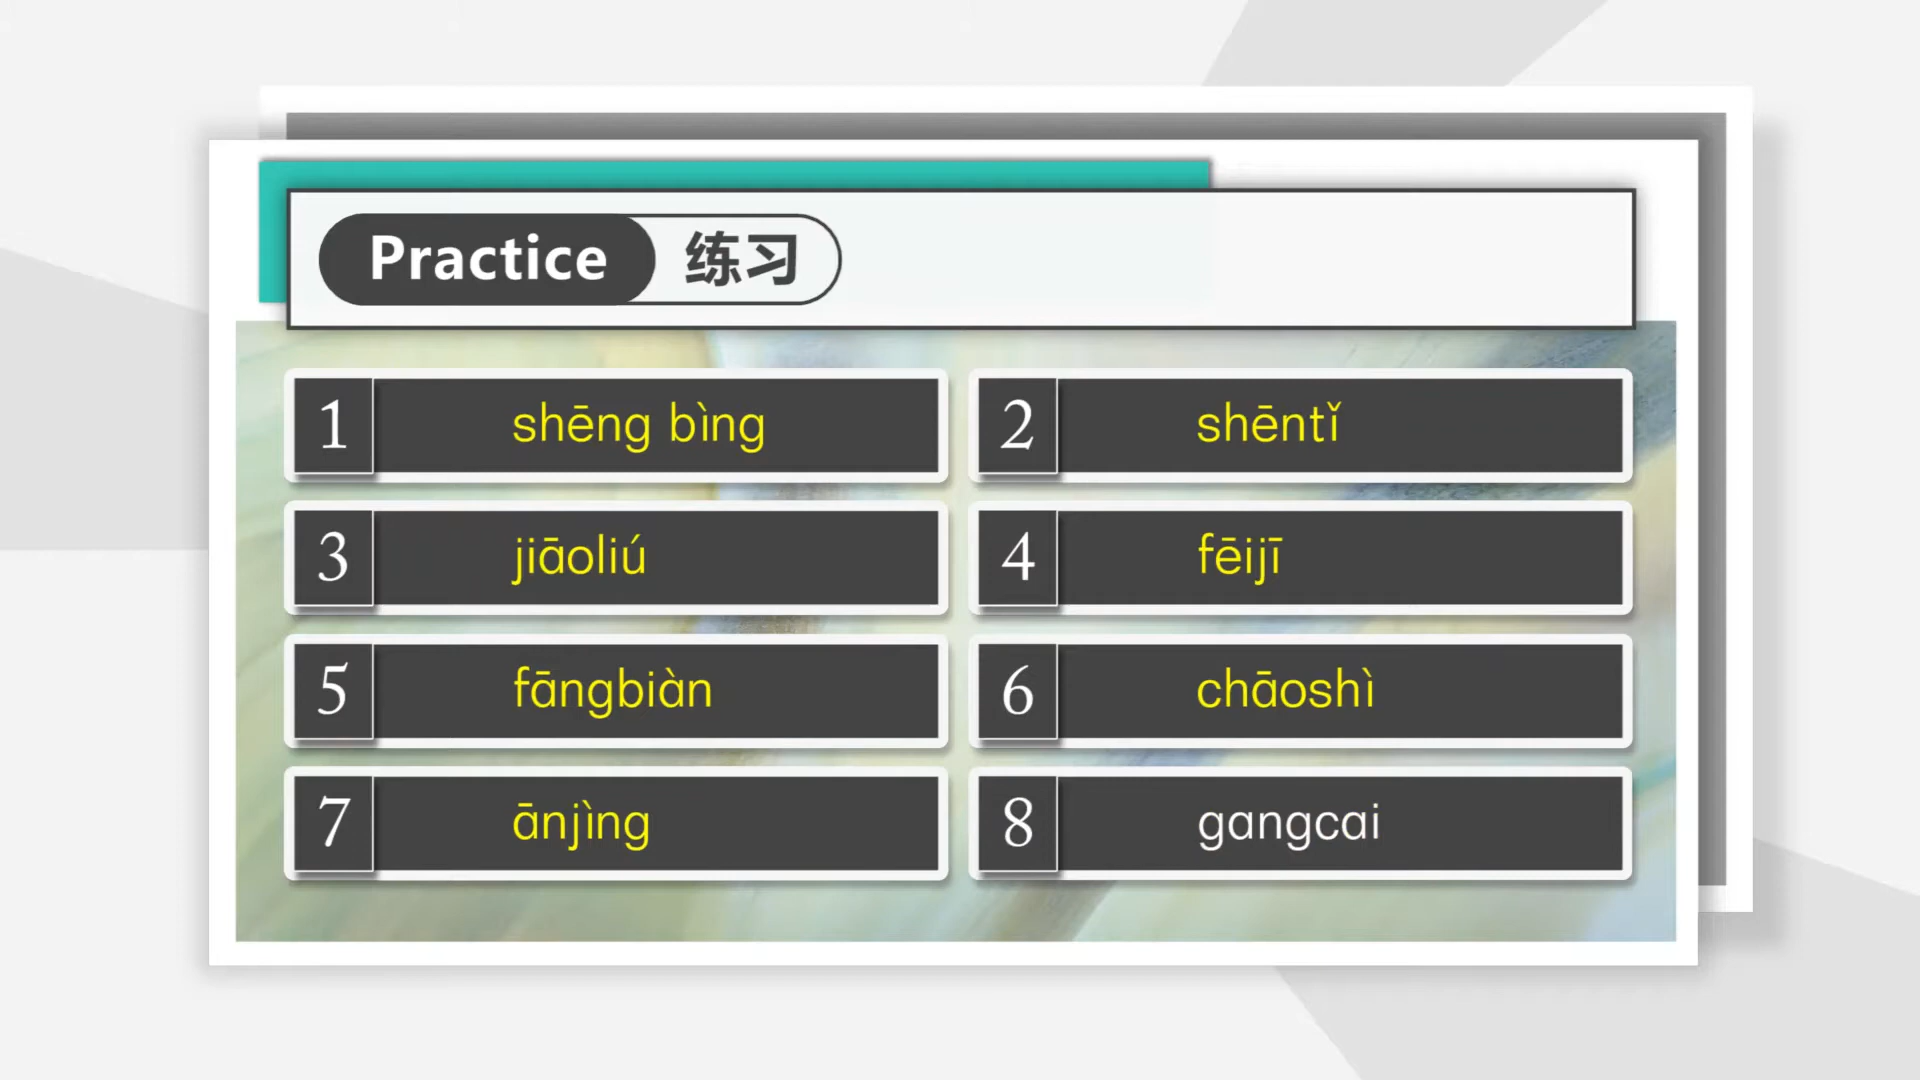 Practice 练习
1 shēng bìng
2 shēntǐ
3 jiāoliú
4 fēijī
5 fāngbiàn
6 chāoshì
7 ānjìng
8 gangcai